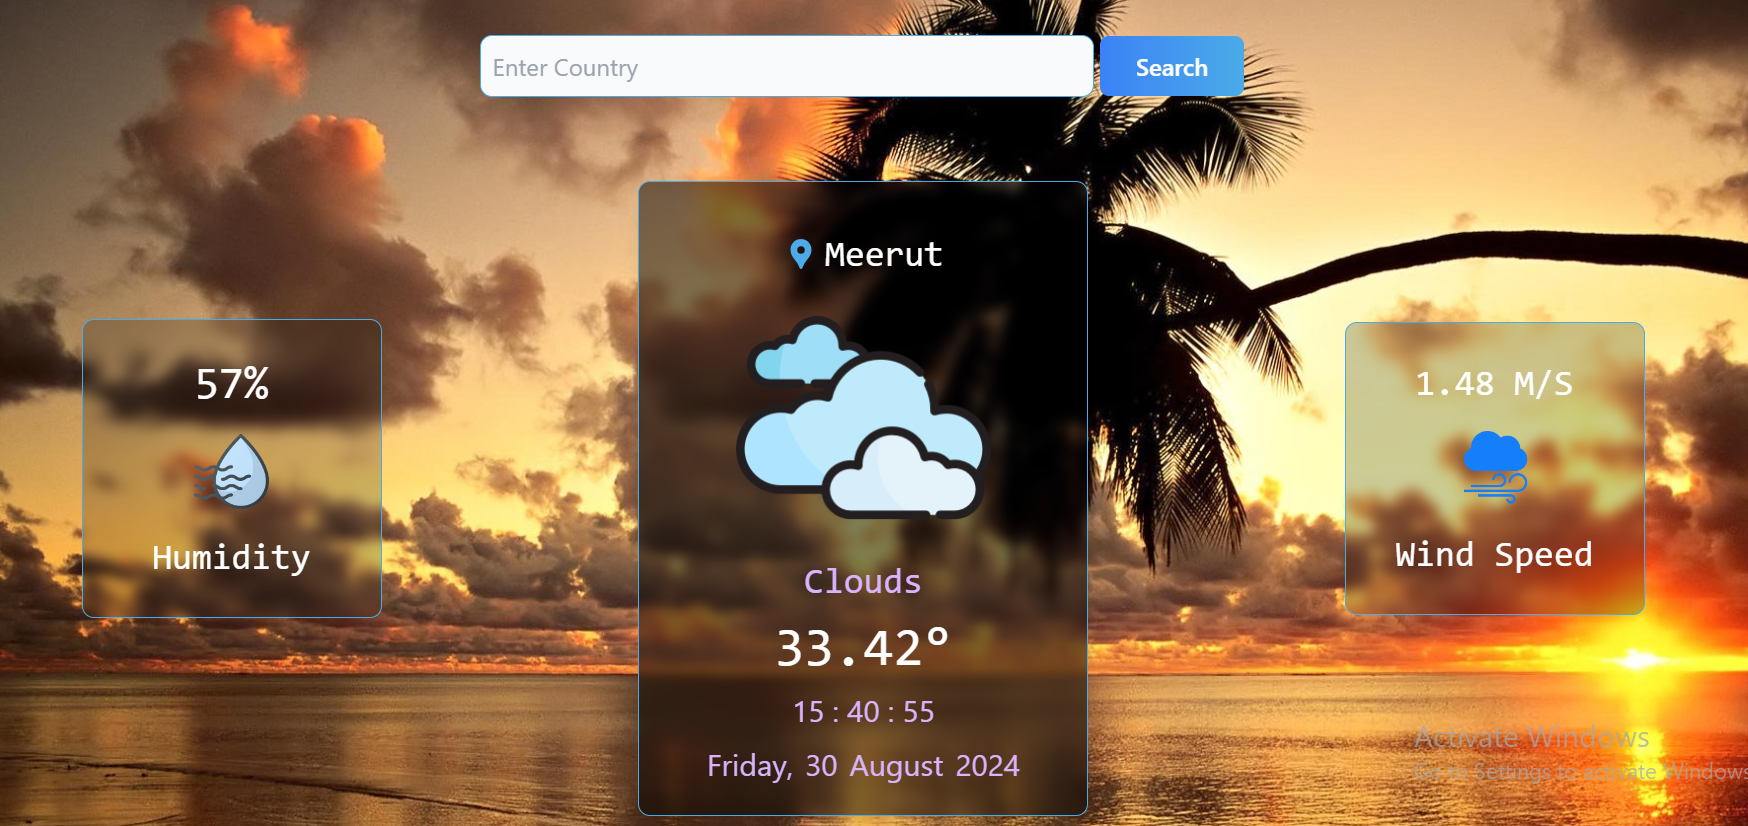 Enter Country
Search
Meerut
57%
Humidity
1.48 M/S
Wind Speed
Clouds
33.42°
15 : 40 : 55
Friday, 30 August 2024
Activate Windows
Go to Settings to activate Windows